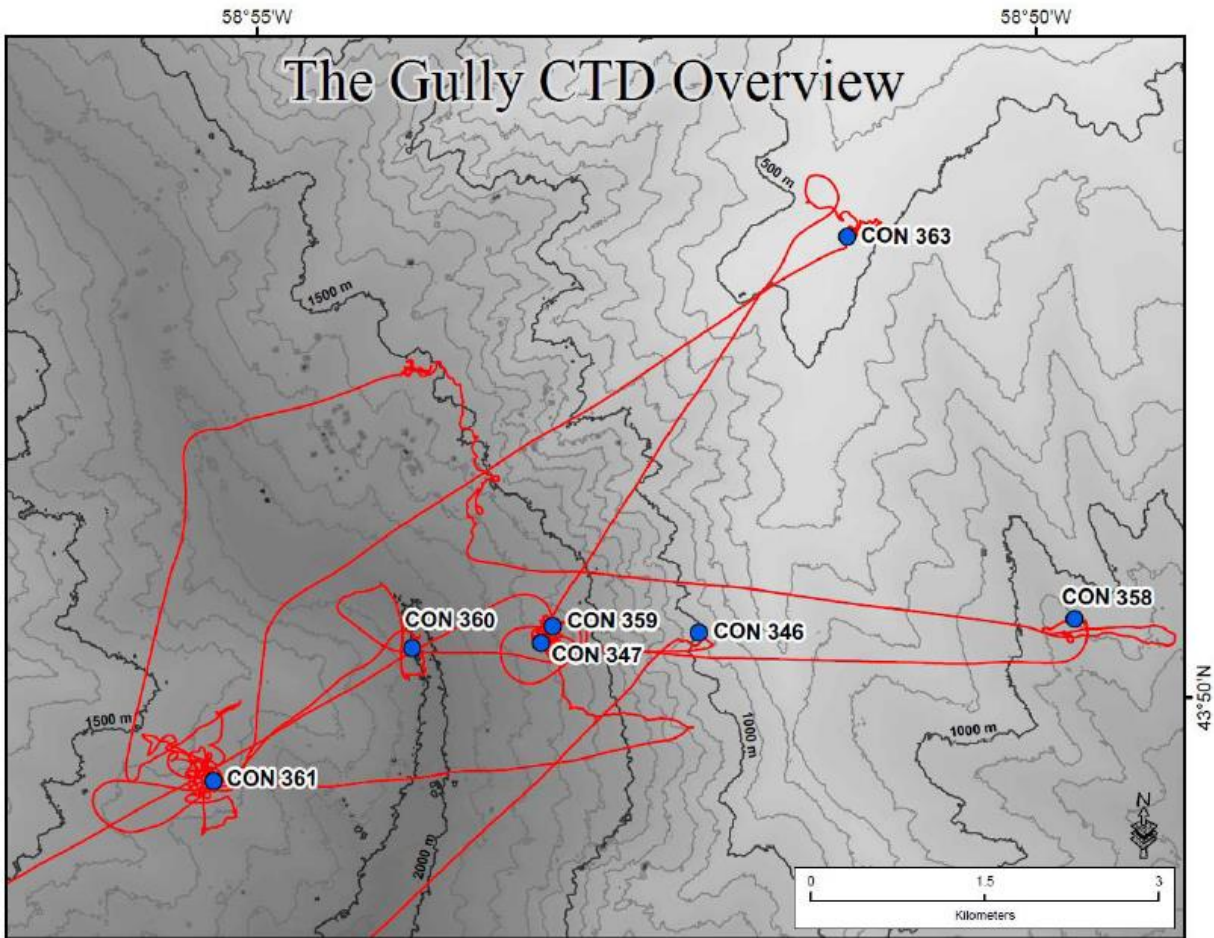 58°55'W
58°50'W
The Gully CTD Overview
500 m
CON 363
1500 m
CON 358
CON 360
CON 359
CON 346
CON 347
43°50'N
1500 m
1000 m
1000 m
CON 361
2000 m
N
0 1.5 3
Kilometers